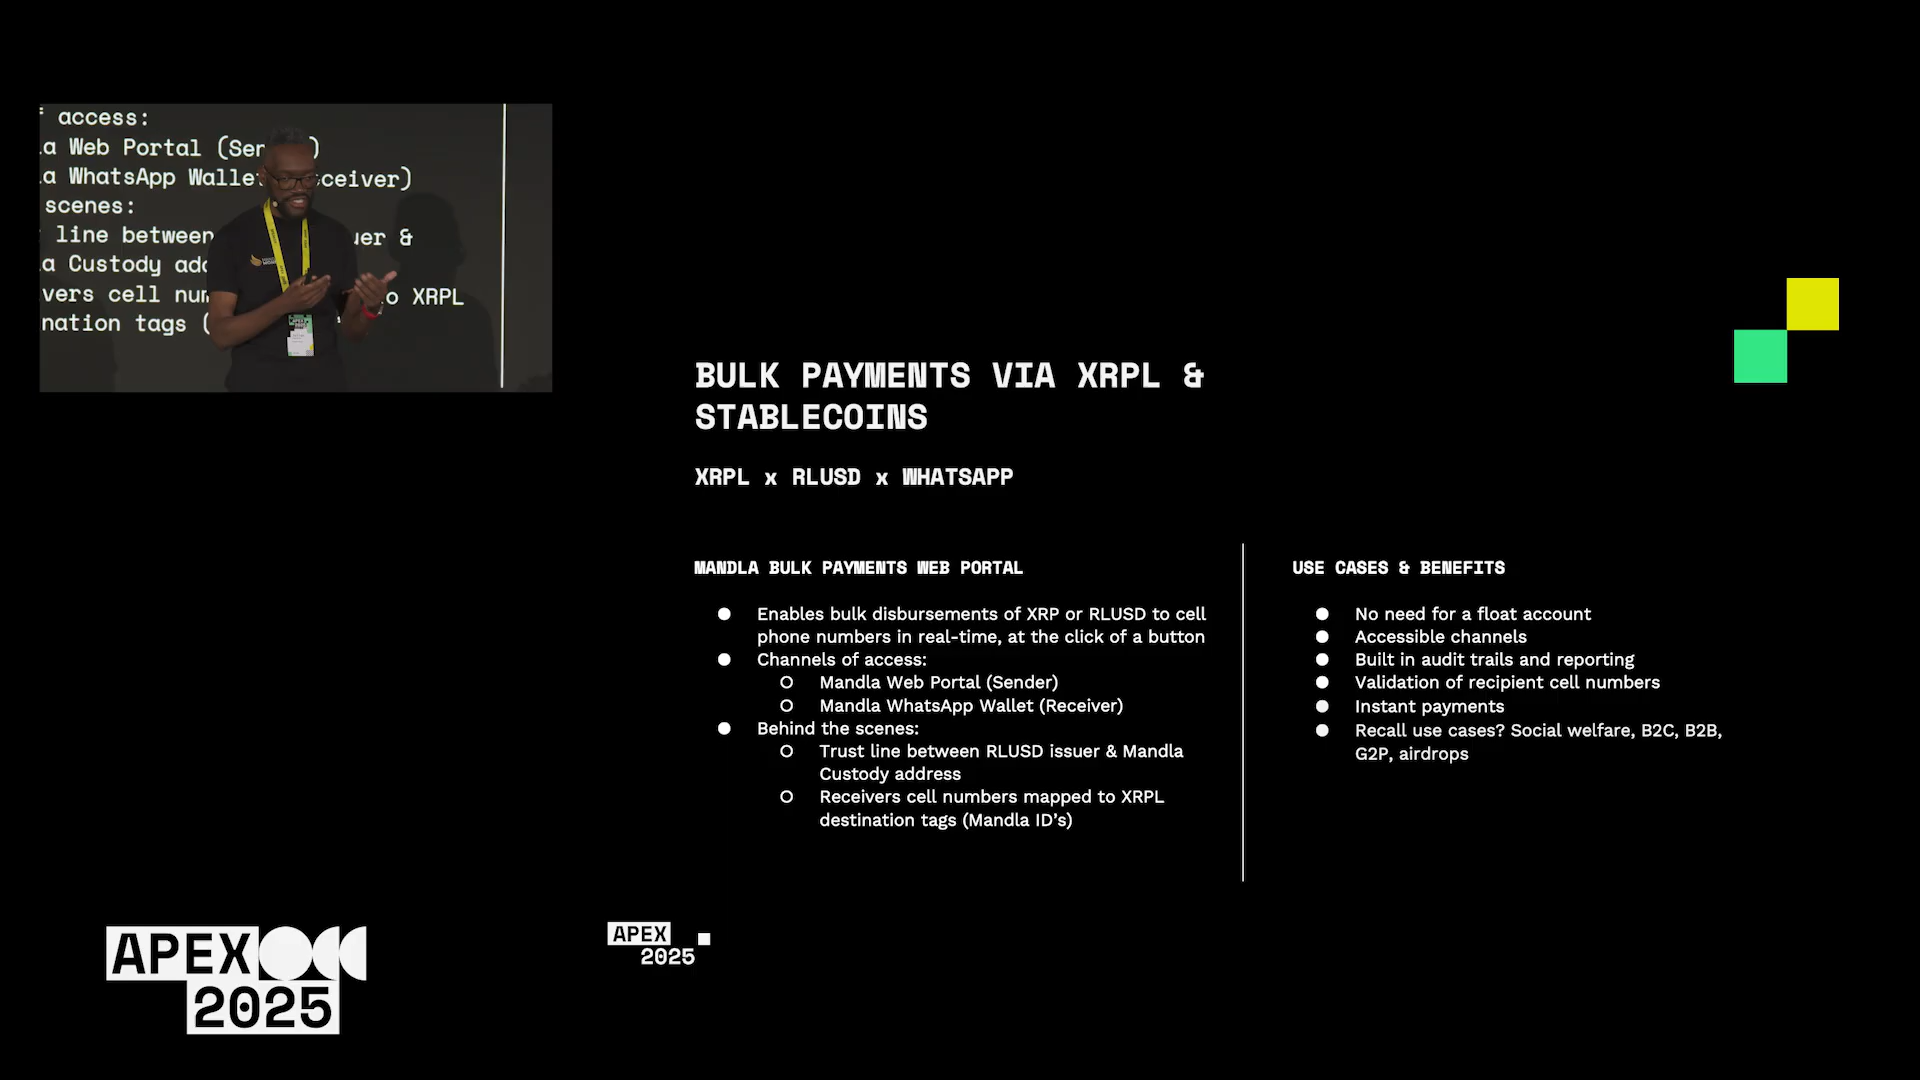 access:
a Web Portal
a WhatsApp ceiver)
scenes:
line between &
a Custody
vers cell XRPL
nation tags
BULK PAYMENTS VIA XRPL &
STABLECOINS
XRPL x RLUSD x WHATSAPP
MANDLA BULK PAYMENTS WEB PORTAL
● Enables bulk disbursements of XRP or RLUSD to cell
phone numbers in real-time, at the click of a button
● Channels of access:
○ Mandla Web Portal (Sender)
○ Mandla WhatsApp Wallet (Receiver)
● Behind the scenes:
○ Trust line between RLUSD issuer & Mandla
Custody address
○ Receivers cell numbers mapped to XRPL
destination tags (Mandla ID’s)
USE CASES & BENEFITS
● No need for a float account
● Accessible channels
● Built in audit trails and reporting
● Validation of recipient cell numbers
● Instant payments
● Recall use cases? Social welfare, B2C, B2B,
G2P, airdrops
APEX
2025
APEX
2025